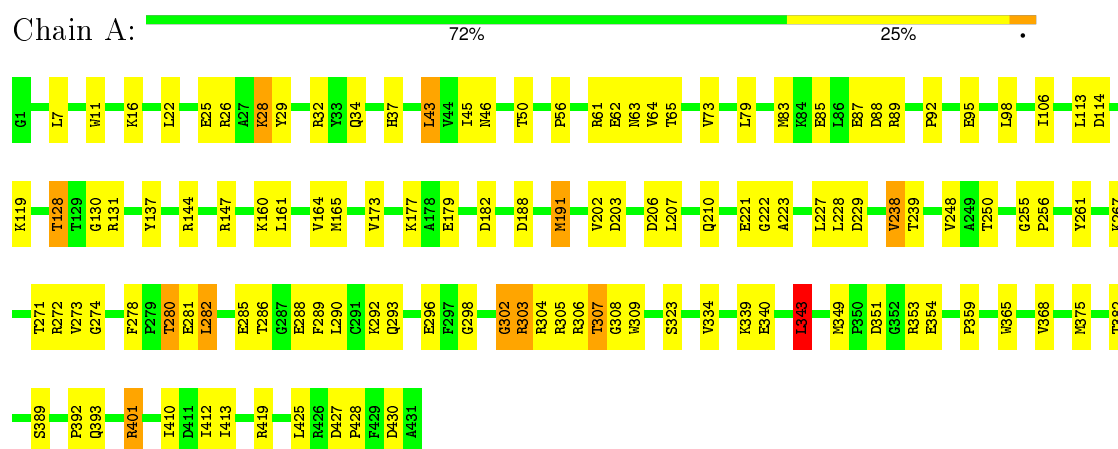 Chain A:
72% 25% •
G1 L7 W11 K16 L22 E25 R26 A27 K28 Y29 R32 Y33 Q34 H37 L43 V44 I45 N46 T50 P56 R61 E62 N63 V64 T65 V73 L79 M83 K84 E85 L86 E87 D88 R89 P92 E95 L98 I106 L113 D114
K119 T128 T129 G130 R131 Y137 R144 R147 K160 L161 V164 M165 V173 K177 A178 E179 D182 D188 M191 V202 D203 D206 L207 Q210 E221 G222 A223 L227 L228 D229 V238 T239 V248 A249 T250 G255 P256 Y261
T271 R272 V273 G274 P278 P279 T280 E281 L282 E285 T286 G287 E288 F289 L290 C291 K292 Q293 E296 F297 G298 G302 R303 R304 R305 R306 T307 G308 W309 S323 V334 K339 E340 L343 M349 P350 D351 G352 R353 E354 P359 W365 V368 M375 T382
S389 P392 Q393 R401 I410 D411 I412 I413 R419 L425 R426 D427 P428 F429 D430 A431